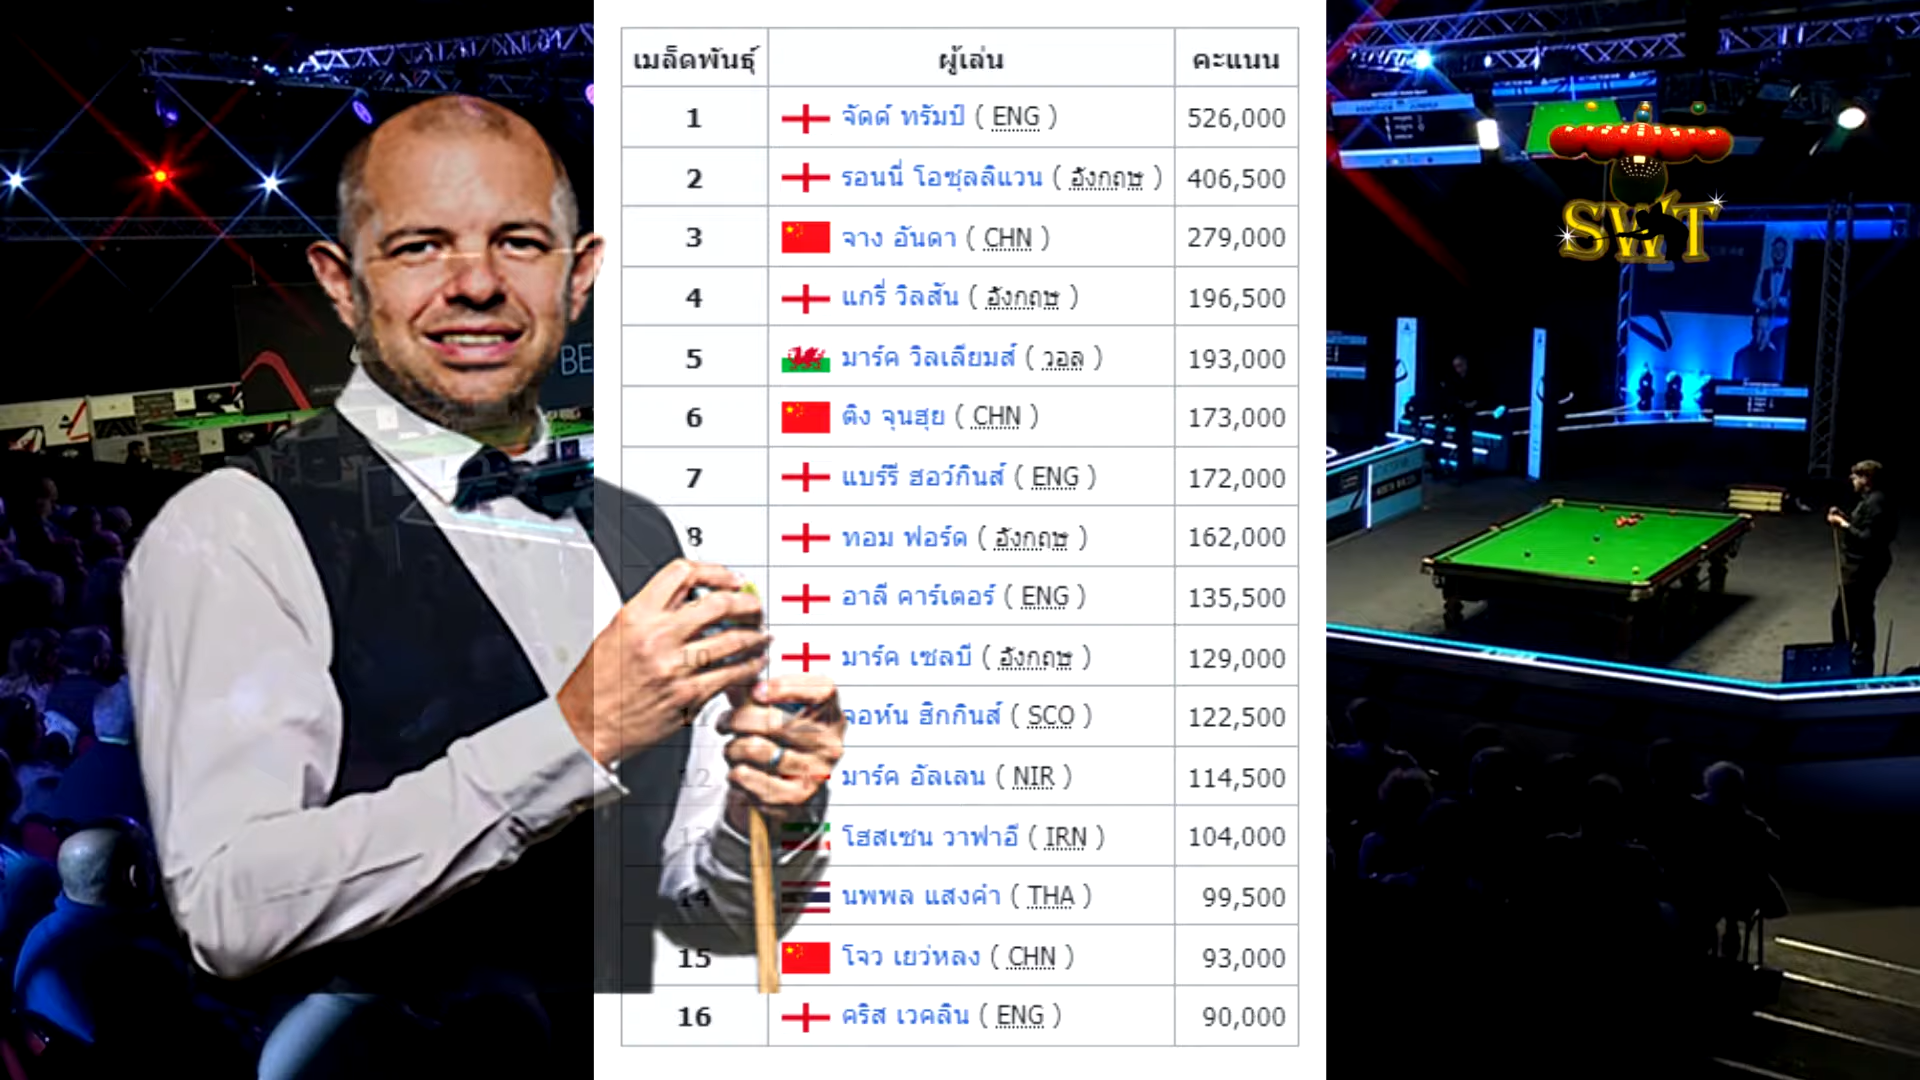 เมล็ดพันธุ์ ผู้เล่น คะแนน
1 จัดด์ ทรัมป์ ( ENG ) 526,000
2 รอนนี่ โอซุลลิแวน ( อังกฤษ ) 406,500
3 จาง อันดา ( CHN ) 279,000
4 แกรี่ วิลสัน ( อังกฤษ ) 196,500
5 มาร์ค วิลเลียมส์ ( วอล ) 193,000
6 ติง จุนฮุย ( CHN ) 173,000
7 แบร์รี ฮอว์กินส์ ( ENG ) 172,000
8 ทอม ฟอร์ด ( อังกฤษ ) 162,000
อาลี คาร์เตอร์ ( ENG ) 135,500
10 มาร์ค เซลบี ( อังกฤษ ) 129,000
จอห์น ฮิกกินส์ ( SCO ) 122,500
12 มาร์ค อัลเลน ( NIR ) 114,500
13 โฮสเซน วาฟาอี ( IRN ) 104,000
14 นพพล แสงคำ ( THA ) 99,500
15 โจว เยว่หลง ( CHN ) 93,000
16 คริส เวคลิน ( ENG ) 90,000
SWT
BE